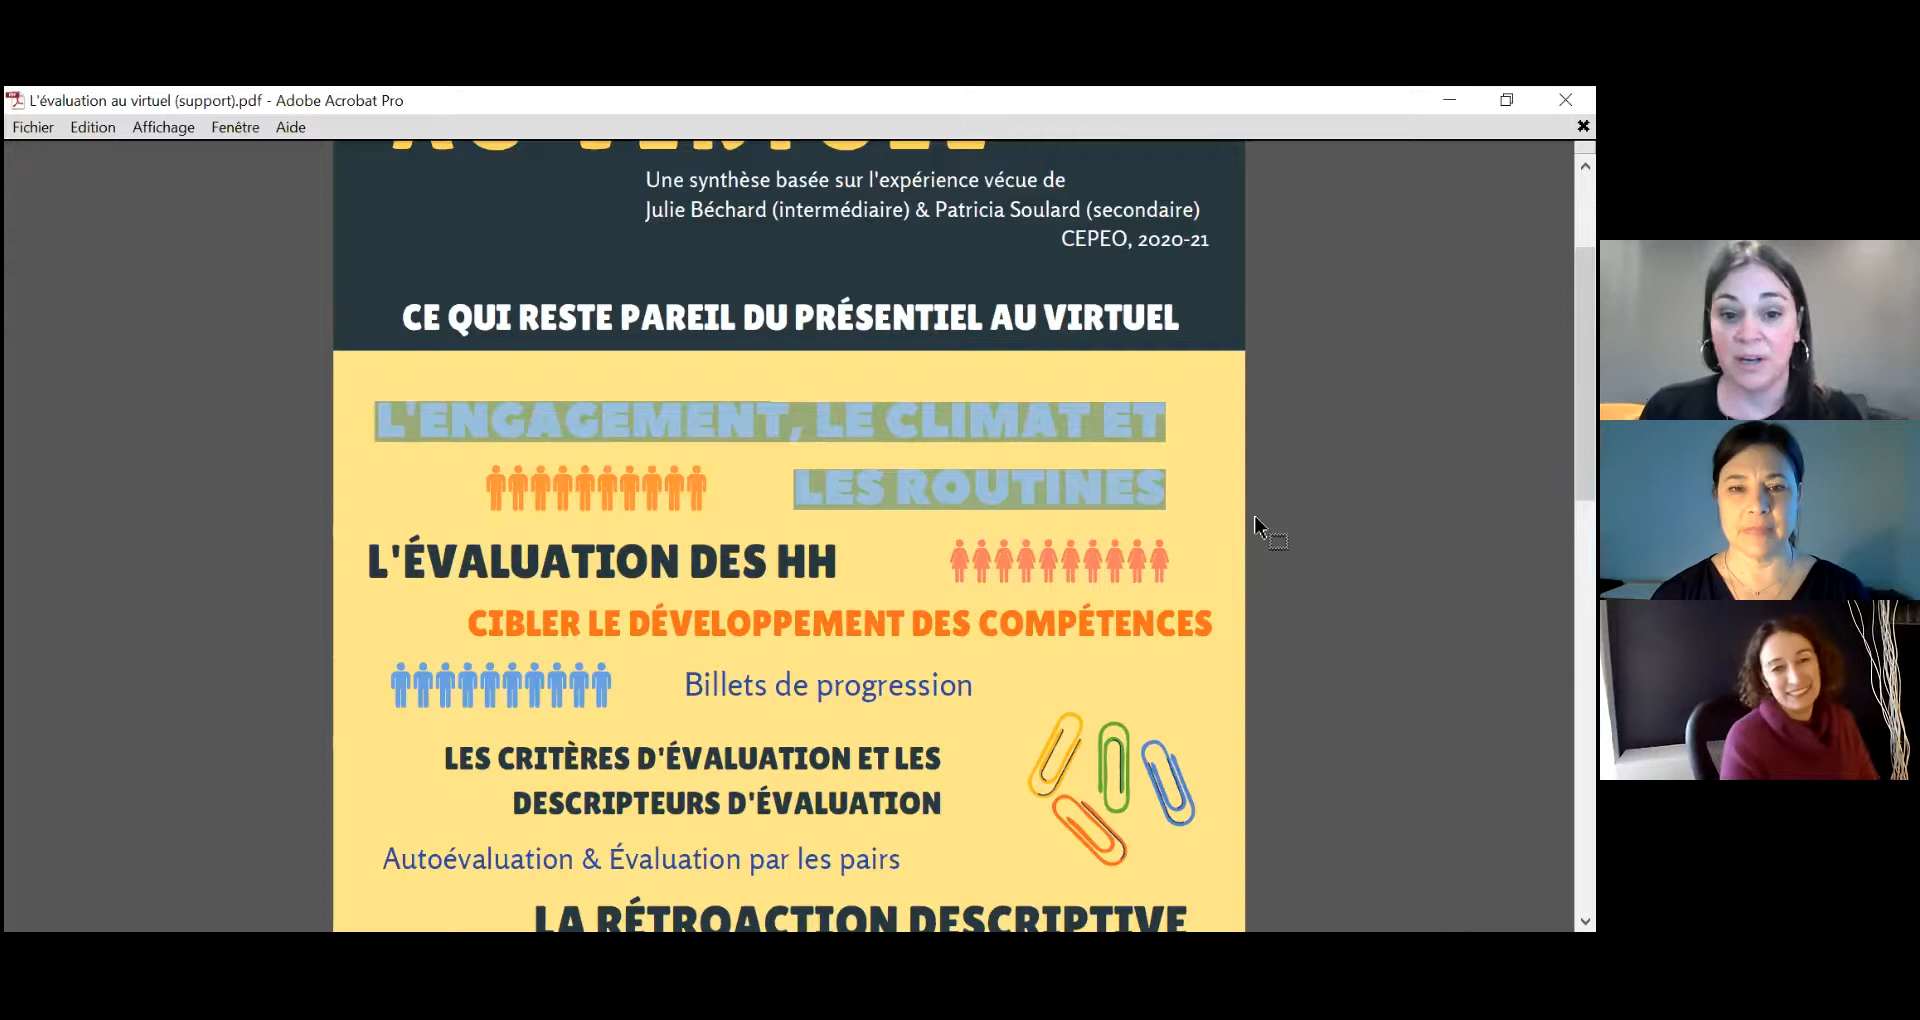 L'évaluation au virtuel (support).pdf - Adobe Acrobat Pro
Fichier Edition Affichage Fenêtre Aide
AU VIRTUEL
Une synthèse basée sur l'expérience vécue de
Julie Béchard (intermédiaire) & Patricia Soulard (secondaire)
CEPEO, 2020-21
CE QUI RESTE PAREIL DU PRÉSENTIEL AU VIRTUEL
L'ENGAGEMENT, LE CLIMAT ET
LES ROUTINES
L'ÉVALUATION DES HH
CIBLER LE DÉVELOPPEMENT DES COMPÉTENCES
Billets de progression
LES CRITÈRES D'ÉVALUATION ET LES
DESCRIPTEURS D'ÉVALUATION
Autoévaluation & Évaluation par les pairs
LA RÉTROACTION DESCRIPTIVE